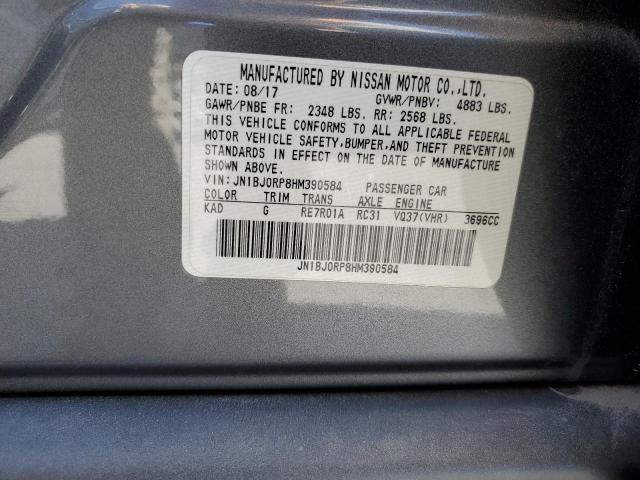 MANUFACTURED BY NISSAN MOTOR CO.,LTD.
DATE: 08/17 GVWR/PNBV: 4883 LBS.
GAWR/PNBE FR: 2348 LBS. RR: 2568 LBS.
THIS VEHICLE CONFORMS TO ALL APPLICABLE FEDERAL
MOTOR VEHICLE SAFETY, BUMPER, AND THEFT PREVENTION
STANDARDS IN EFFECT ON THE DATE OF MANUFACTURE
SHOWN ABOVE.
VIN: JN1BJ0RP8HM390584 PASSENGER CAR
COLOR TRIM TRANS AXLE ENGINE
KAD G RE7R01A RC31 VQ37(VHR) 3696CC
JN1BJ0RP8HM390584